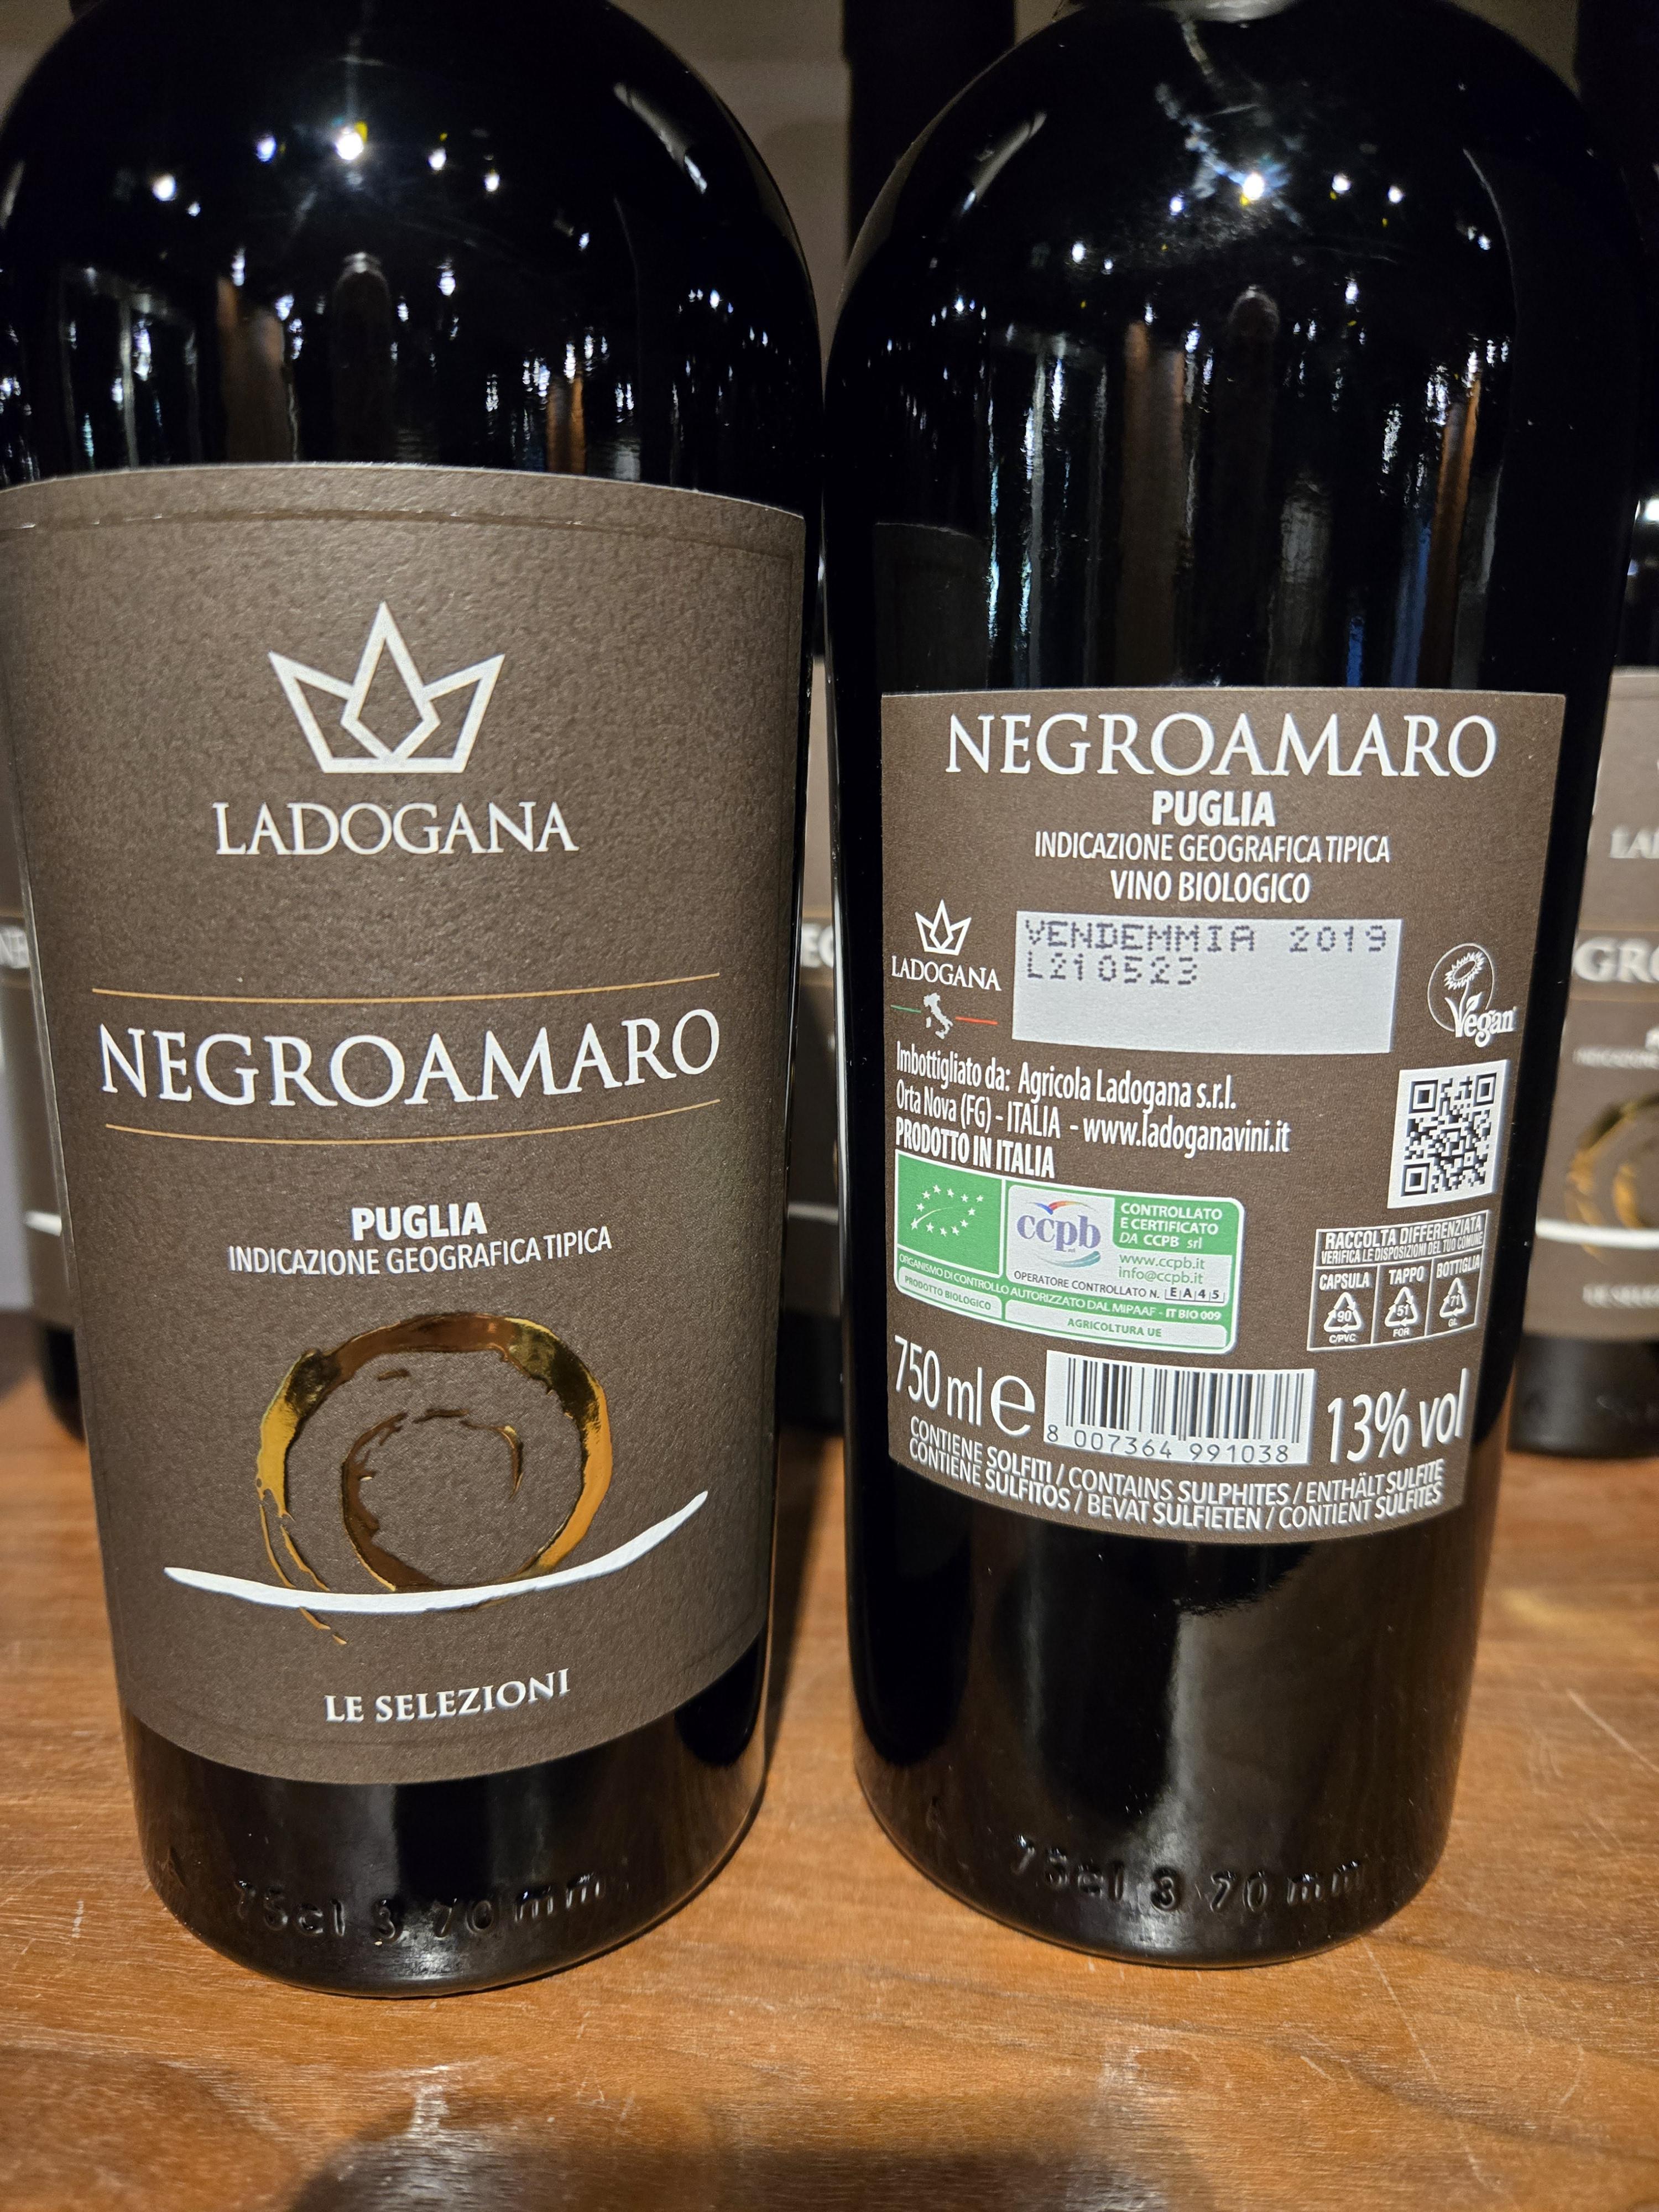 LADOGANA
NEGROAMARO
PUGLIA
INDICAZIONE GEOGRAFICA TIPICA
LE SELEZIONI
75cl 3 70 mm
NEGROAMARO
PUGLIA
INDICAZIONE GEOGRAFICA TIPICA
VINO BIOLOGICO
LADOGANA
VENDEMMIA 2019
L210523
Vegan
Imbottigliato da: Agricola Ladogana s.r.l.
Orta Nova (FG) - ITALIA - www.ladoganavini.it
PRODOTTO IN ITALIA
ccpb
CONTROLLATO
E CERTIFICATO
DA CCPB srl
www.ccpb.it
info@ccpb.it
OPERATORE CONTROLLATO N. EA45
ORGANISMO DI CONTROLLO AUTORIZZATO DAL MIPAAF - IT BIO 009
PRODOTTO BIOLOGICO
AGRICOLTURA UE
RACCOLTA DIFFERENZIATA
VERIFICA LE DISPOSIZIONI DEL TUO COMUNE
CAPSULA TAPPO BOTTIGLIA
90 51 71
C/PVC FOR GL
750 ml e
8 007364 991038
13% vol
CONTIENE SOLFITI / CONTAINS SULPHITES / ENTHÄLT SULFITE
CONTIENE SULFITOS / BEVAT SULFIETEN / CONTIENT SULFITES
75cl 3 70 mm